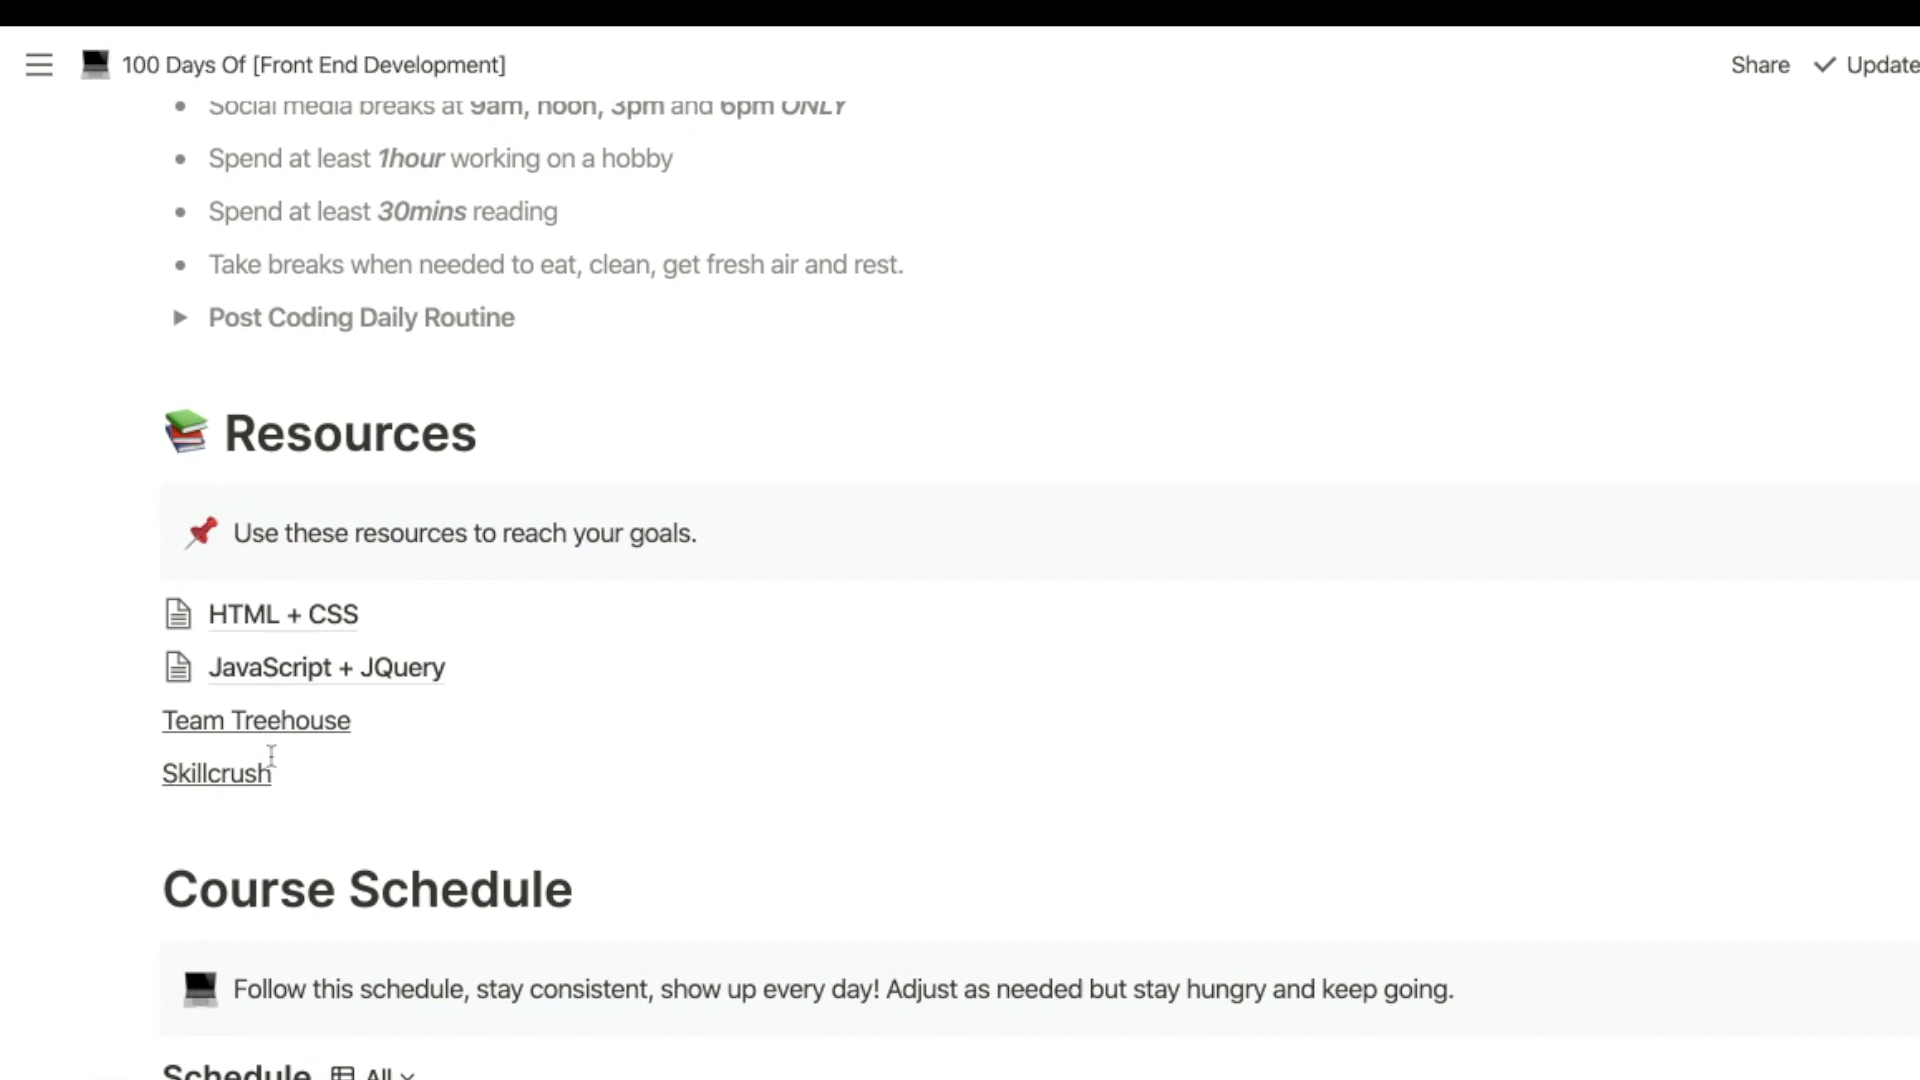 100 Days Of [Front End Development]
Share
Update
Social media breaks at 9am, noon, 3pm and 6pm ONLY
Spend at least 1hour working on a hobby
Spend at least 30mins reading
Take breaks when needed to eat, clean, get fresh air and rest.
Post Coding Daily Routine
Resources
Use these resources to reach your goals.
HTML + CSS
JavaScript + JQuery
Team Treehouse
Skillcrush
Course Schedule
Follow this schedule, stay consistent, show up every day! Adjust as needed but stay hungry and keep going.
Schedule All